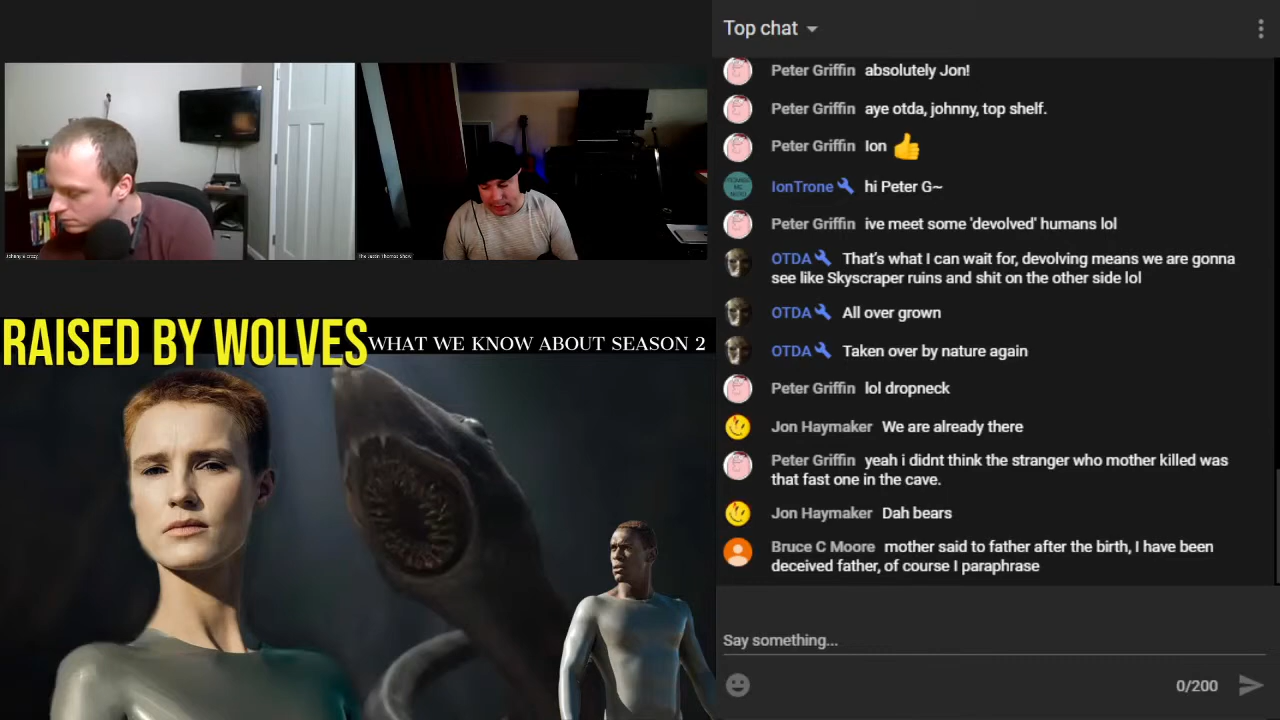 Top chat
Peter Griffin absolutely Jon!
Peter Griffin aye otda, johnny, top shelf.
Peter Griffin Ion 👍
IonTrone hi Peter G~
Peter Griffin ive meet some 'devolved' humans lol
OTDA That's what I can wait for, devolving means we are gonna
see like Skyscraper ruins and shit on the other side lol
OTDA All over grown
OTDA Taken over by nature again
Peter Griffin lol dropneck
Jon Haymaker We are already there
Peter Griffin yeah i didnt think the stranger who mother killed was
that fast one in the cave.
Jon Haymaker Dah bears
Bruce C Moore mother said to father after the birth, I have been
deceived father, of course I paraphrase
Say something...
0/200
The Justin Thomas Show
RAISED BY WOLVES
WHAT WE KNOW ABOUT SEASON 2